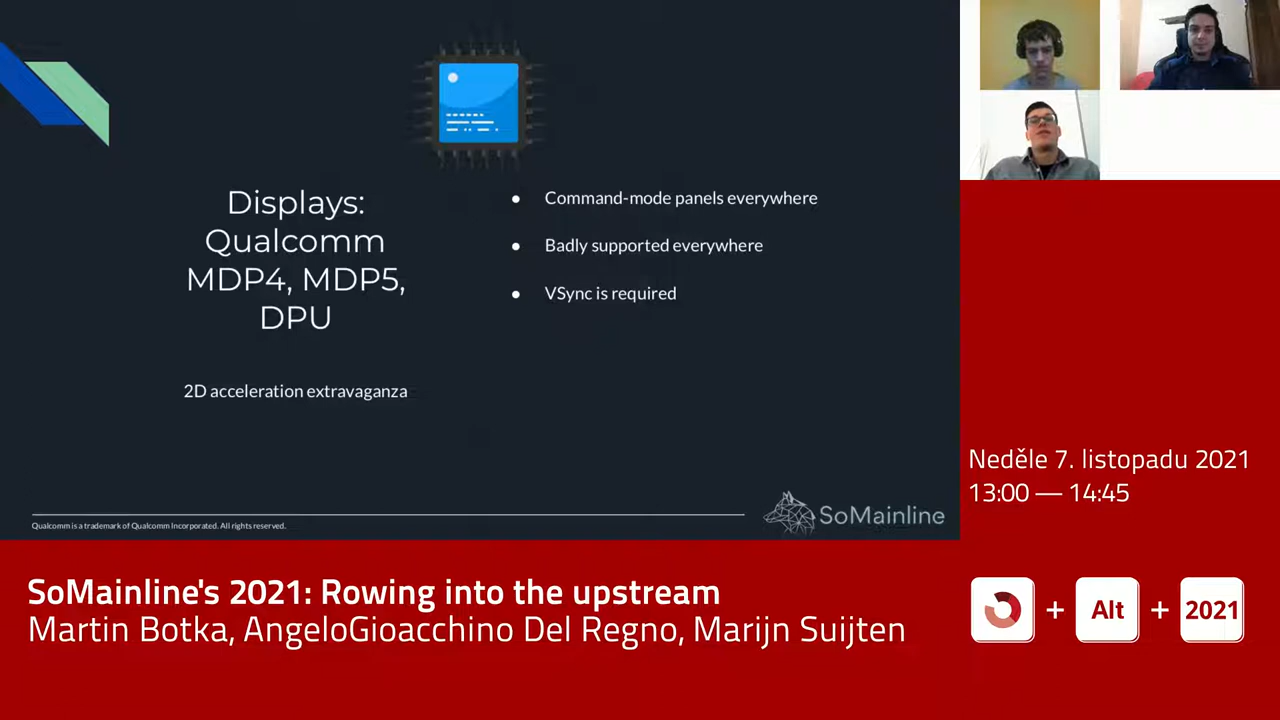 Displays:
Qualcomm
MDP4, MDP5,
DPU
2D acceleration extravaganza
Command-mode panels everywhere
Badly supported everywhere
VSync is required
Qualcomm is a trademark of Qualcomm Incorporated. All rights reserved.
SoMainline
Neděle 7. listopadu 2021
13:00 — 14:45
SoMainline's 2021: Rowing into the upstream
Martin Botka, AngeloGioacchino Del Regno, Marijn Suijten
+ Alt + 2021